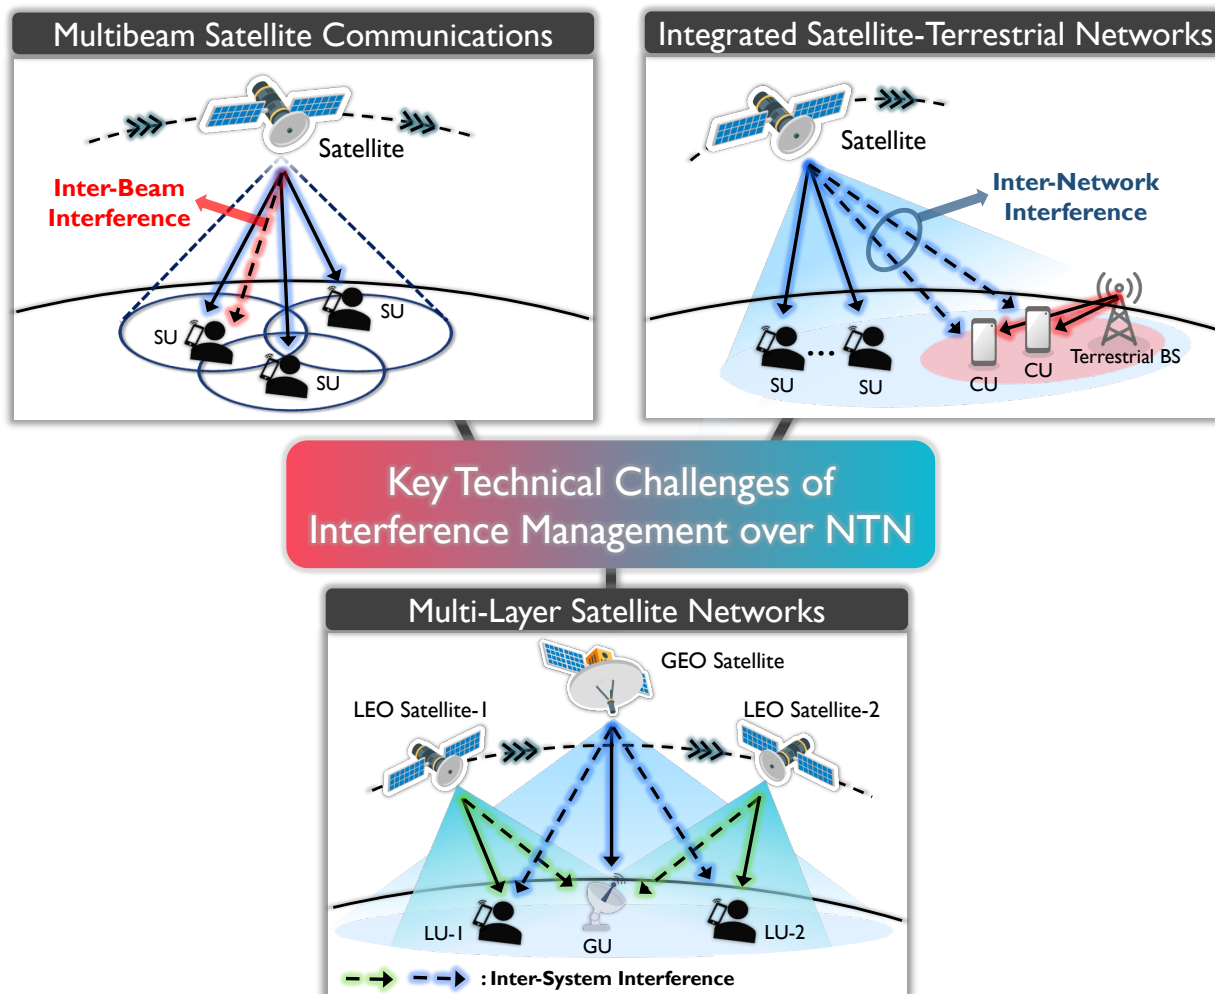 Multibeam Satellite Communications
Satellite
Inter-Beam
Interference
SU
SU
SU
Integrated Satellite-Terrestrial Networks
Satellite
Inter-Network
Interference
SU
SU
CU
CU
Terrestrial BS
Key Technical Challenges of
Interference Management over NTN
Multi-Layer Satellite Networks
GEO Satellite
LEO Satellite-1
LEO Satellite-2
LU-1
GU
LU-2
: Inter-System Interference